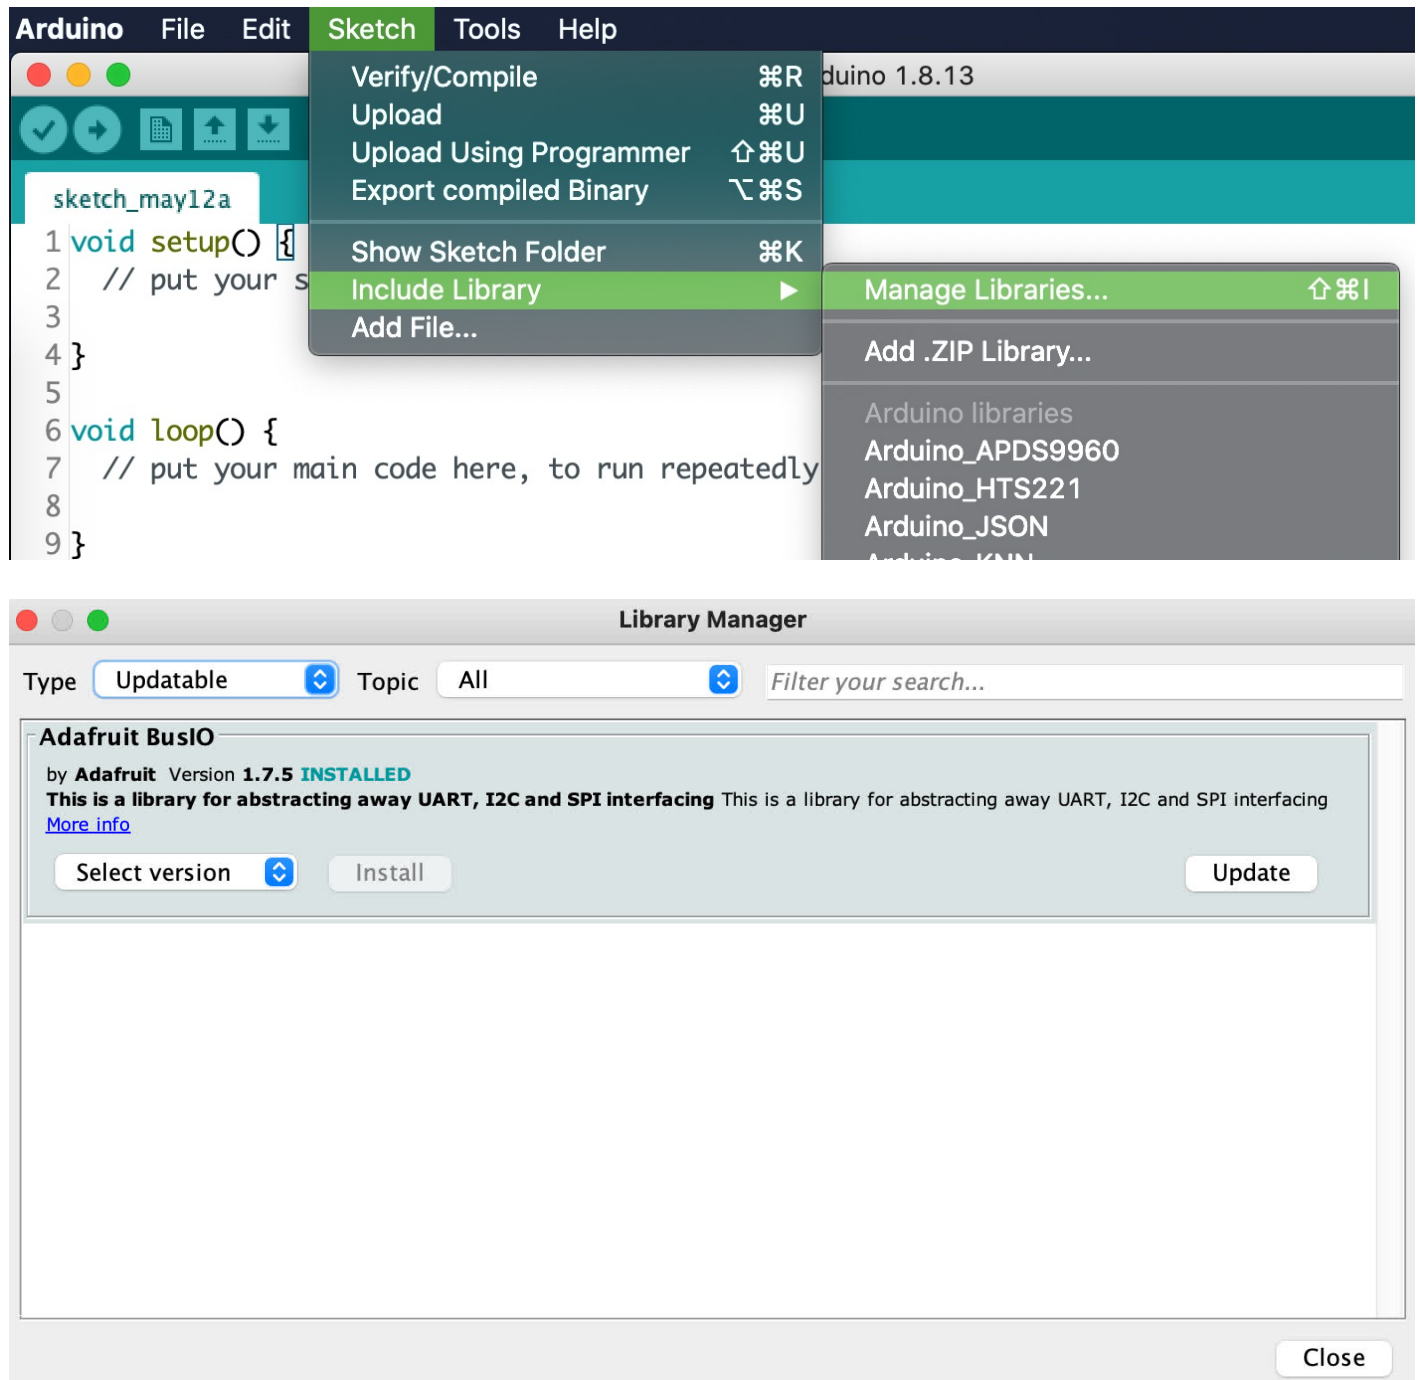 Arduino File Edit Sketch Tools Help
Verify/Compile ⌘R
duino 1.8.13
Upload ⌘U
Upload Using Programmer ⇧⌘U
Export compiled Binary ⌥⌘S
sketch_may12a
1 void setup() {
Show Sketch Folder ⌘K
2 // put your s
Include Library ▶
Manage Libraries... ⇧⌘I
3
Add File...
4 }
Add .ZIP Library...
5
Arduino libraries
6 void loop() {
Arduino_APDS9960
7 // put your main code here, to run repeatedly
Arduino_HTS221
8
Arduino_JSON
9 }
Arduino_KNN
Library Manager
Type Updatable Topic All Filter your search...
Adafruit BusIO
by Adafruit Version 1.7.5 INSTALLED
This is a library for abstracting away UART, I2C and SPI interfacing This is a library for abstracting away UART, I2C and SPI interfacing
More info
Select version Install Update
Close